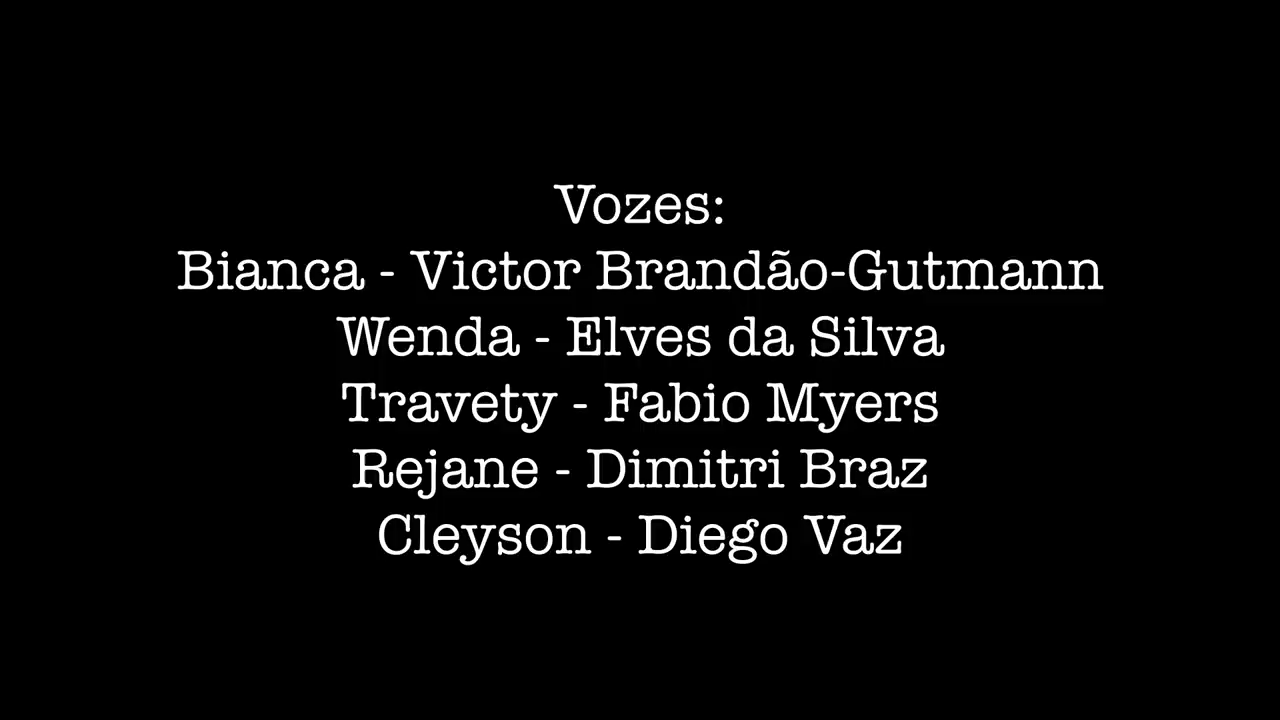 Vozes:
Bianca - Victor Brandão-Gutmann
Wenda - Elves da Silva
Travety - Fabio Myers
Rejane - Dimitri Braz
Cleyson - Diego Vaz